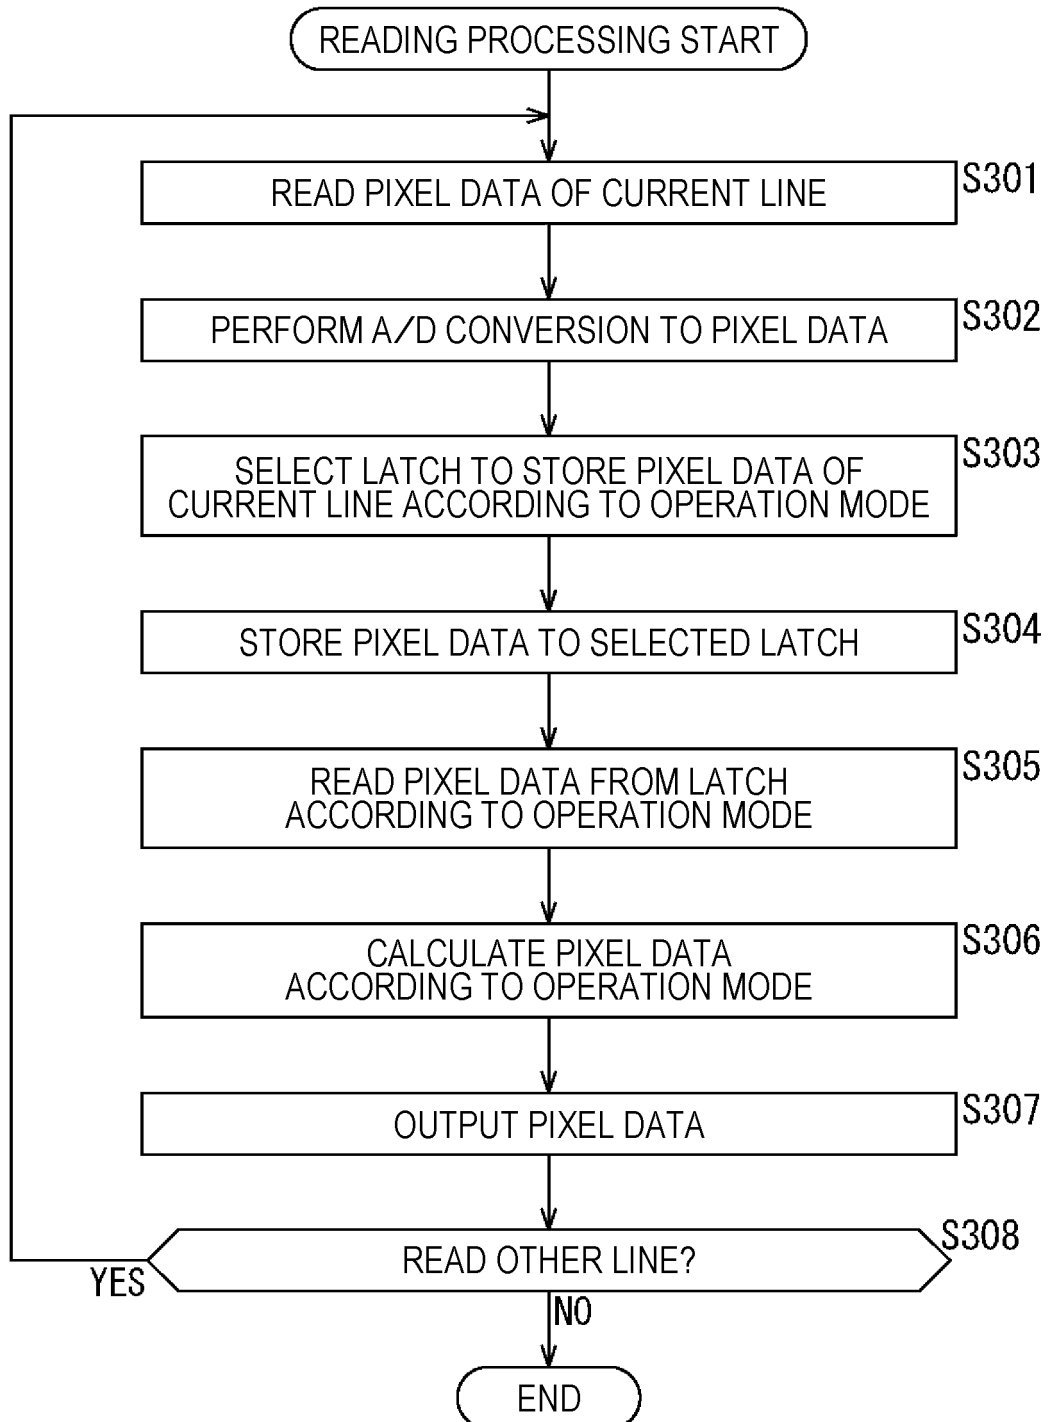 READING PROCESSING START
READ PIXEL DATA OF CURRENT LINE
S301
PERFORM A/D CONVERSION TO PIXEL DATA
S302
SELECT LATCH TO STORE PIXEL DATA OF
CURRENT LINE ACCORDING TO OPERATION MODE
S303
STORE PIXEL DATA TO SELECTED LATCH
S304
READ PIXEL DATA FROM LATCH
ACCORDING TO OPERATION MODE
S305
CALCULATE PIXEL DATA
ACCORDING TO OPERATION MODE
S306
OUTPUT PIXEL DATA
S307
READ OTHER LINE?
S308
YES
NO
END